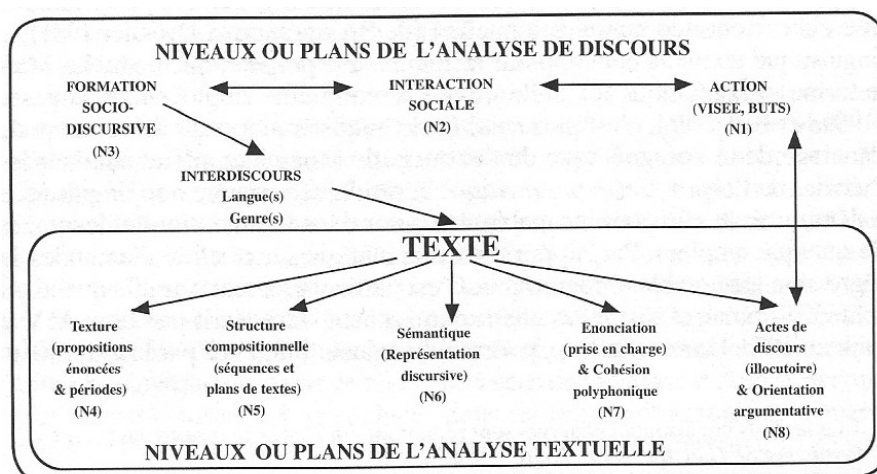 NIVEAUX OU PLANS DE L'ANALYSE DE DISCOURS
FORMATION
SOCIO-
DISCURSIVE
(N3)
INTERACTION
SOCIALE
(N2)
ACTION
(VISEE, BUTS)
(N1)
INTERDISCOURS
Langue(s)
Genre(s)
TEXTE
Texture
(propositions
énoncées
& périodes)
(N4)
Structure
compositionnelle
(séquences et
plans de textes)
(N5)
Sémantique
(Représentation
discursive)
(N6)
Enonciation
(prise en charge)
& Cohésion
polyphonique
(N7)
Actes de
discours
(illocutoire)
& Orientation
argumentative
(N8)
NIVEAUX OU PLANS DE L'ANALYSE TEXTUELLE